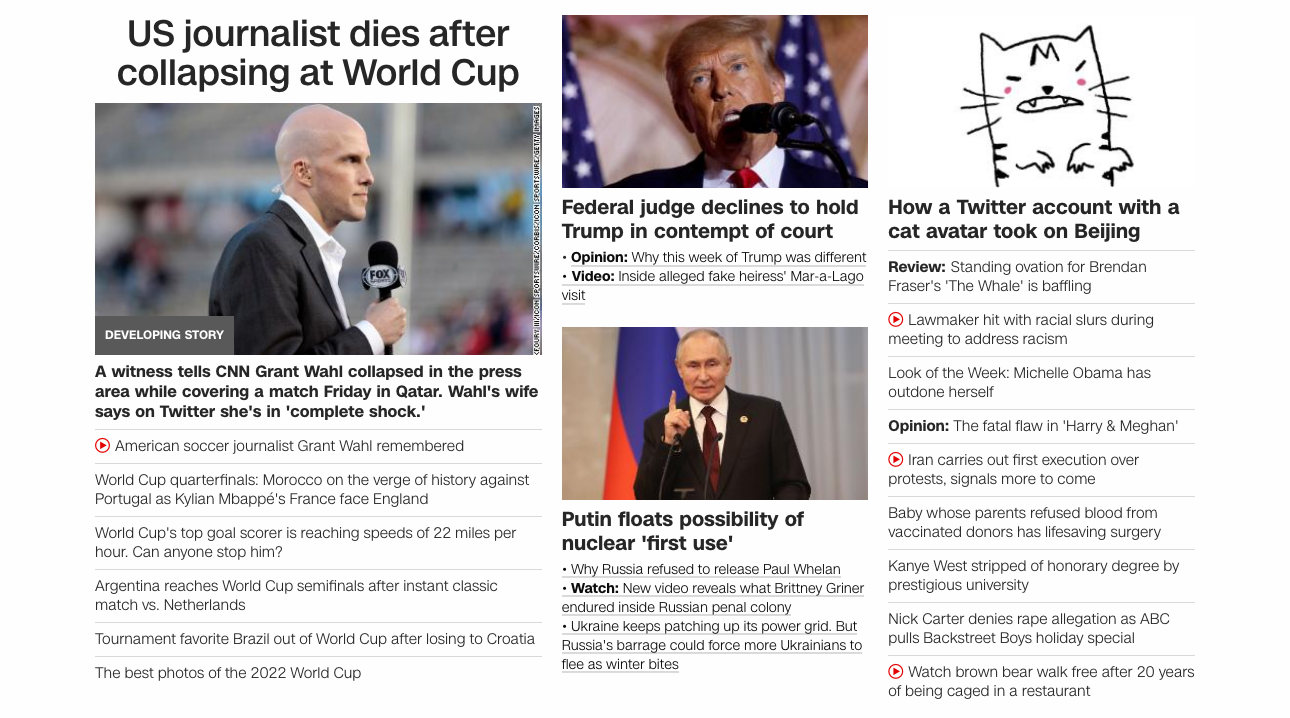 US journalist dies after
collapsing at World Cup
FOX
SPORTS
DEVELOPING STORY
A witness tells CNN Grant Wahl collapsed in the press
area while covering a match Friday in Qatar. Wahl's wife
says on Twitter she's in 'complete shock.'
American soccer journalist Grant Wahl remembered
World Cup quarterfinals: Morocco on the verge of history against
Portugal as Kylian Mbappé's France face England
World Cup's top goal scorer is reaching speeds of 22 miles per
hour. Can anyone stop him?
Argentina reaches World Cup semifinals after instant classic
match vs. Netherlands
Tournament favorite Brazil out of World Cup after losing to Croatia
The best photos of the 2022 World Cup
Federal judge declines to hold
Trump in contempt of court
• Opinion: Why this week of Trump was different
• Video: Inside alleged fake heiress' Mar-a-Lago
visit
Putin floats possibility of
nuclear 'first use'
• Why Russia refused to release Paul Whelan
• Watch: New video reveals what Brittney Griner
endured inside Russian penal colony
• Ukraine keeps patching up its power grid. But
Russia's barrage could force more Ukrainians to
flee as winter bites
How a Twitter account with a
cat avatar took on Beijing
Review: Standing ovation for Brendan
Fraser's 'The Whale' is baffling
Lawmaker hit with racial slurs during
meeting to address racism
Look of the Week: Michelle Obama has
outdone herself
Opinion: The fatal flaw in 'Harry & Meghan'
Iran carries out first execution over
protests, signals more to come
Baby whose parents refused blood from
vaccinated donors has lifesaving surgery
Kanye West stripped of honorary degree by
prestigious university
Nick Carter denies rape allegation as ABC
pulls Backstreet Boys holiday special
Watch brown bear walk free after 20 years
of being caged in a restaurant
III/ICON SPORTSWIRE/CORBIS/ICON SPORTSWIRE/GETTY IMAGES